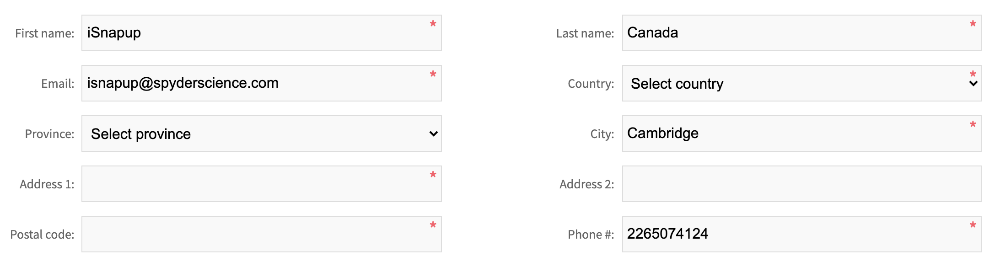 First name: iSnapup * Last name: Canada *
Email: isnapup@spyderscience.com * Country: Select country *
Province: Select province City: Cambridge *
Address 1: * Address 2:
Postal code: * Phone #: 2265074124 *